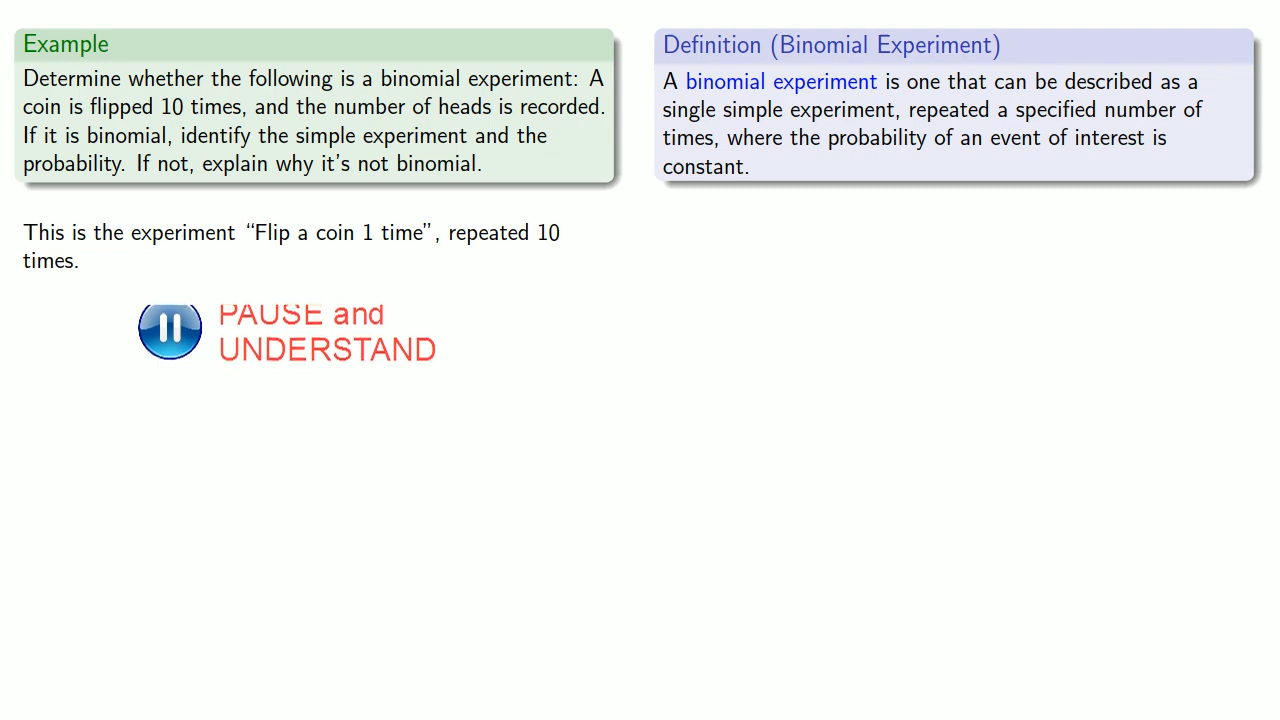 Example
Determine whether the following is a binomial experiment: A
coin is flipped 10 times, and the number of heads is recorded.
If it is binomial, identify the simple experiment and the
probability. If not, explain why it's not binomial.
Definition (Binomial Experiment)
A binomial experiment is one that can be described as a
single simple experiment, repeated a specified number of
times, where the probability of an event of interest is
constant.
This is the experiment “Flip a coin 1 time”, repeated 10
times.
PAUSE and
UNDERSTAND